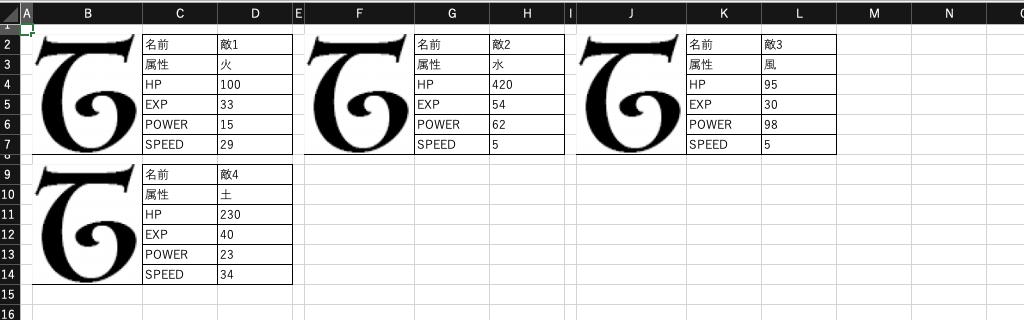 A B C D E F G H I J K L M N
2 名前 敵1 名前 敵2 名前 敵3
3 属性 火 属性 水 属性 風
4 HP 100 HP 420 HP 95
5 EXP 33 EXP 54 EXP 30
6 POWER 15 POWER 62 POWER 98
7 SPEED 29 SPEED 5 SPEED 5
9 名前 敵4
10 属性 土
11 HP 230
12 EXP 40
13 POWER 23
14 SPEED 34
15
16